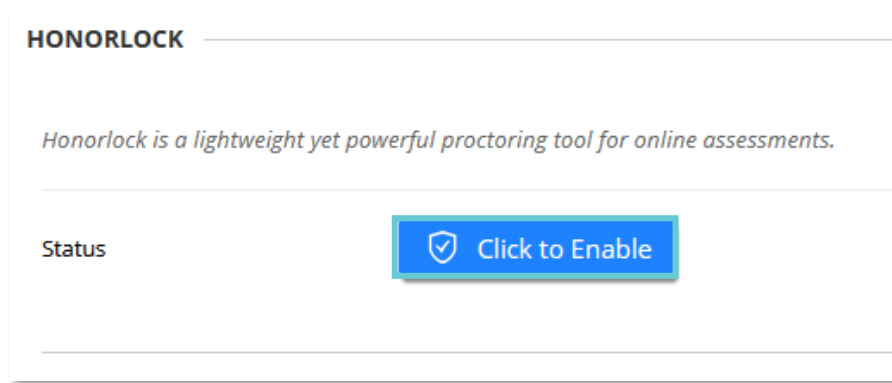 HONORLOCK
Honorlock is a lightweight yet powerful proctoring tool for online assessments.
Status
Click to Enable